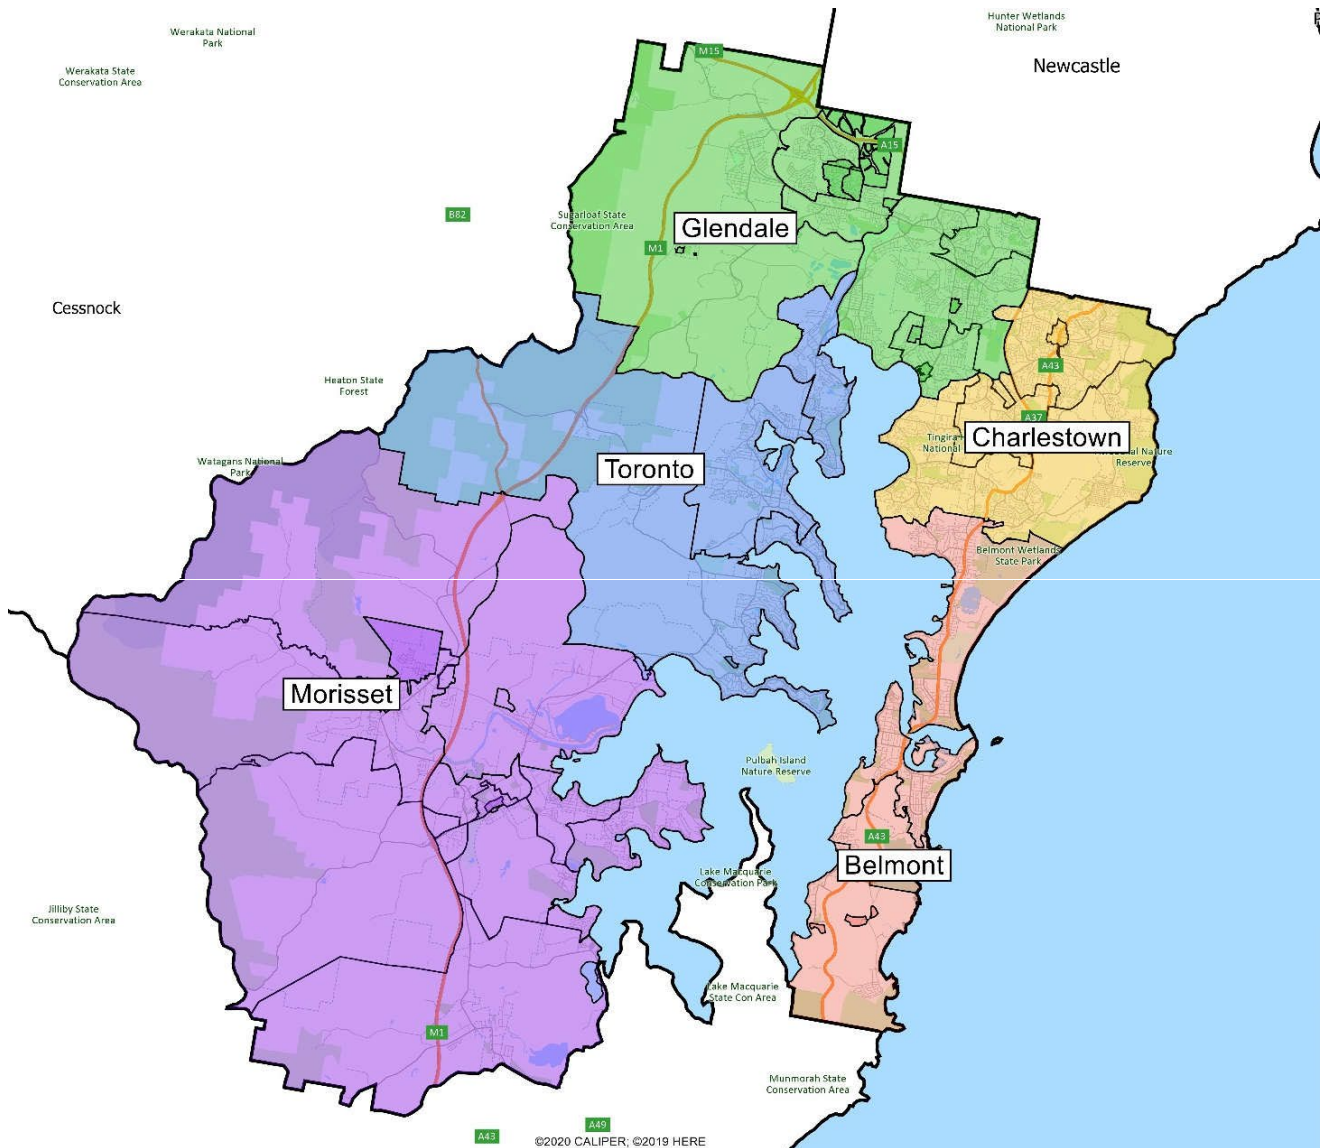 Hunter Wetlands
National Park
Werakata National
Park
M15
Newcastle
Werakata State
Conservation Area
A15
B82
Sugarloaf State
Conservation Area
Glendale
M1
Cessnock
A43
Heaton State
Forest
A37
Charlestown
Tingira
National
al Nature
Reserve
Watagans National
Park
Toronto
Belmont Wetlands
State Park
Morisset
Pulbah Island
Nature Reserve
A43
Belmont
Lake Macquarie
Conservation Park
Jilliby State
Conservation Area
Lake Macquarie
State Con Area
M1
Munmorah State
Conservation Area
A43
A49
©2020 CALIPER; ©2019 HERE